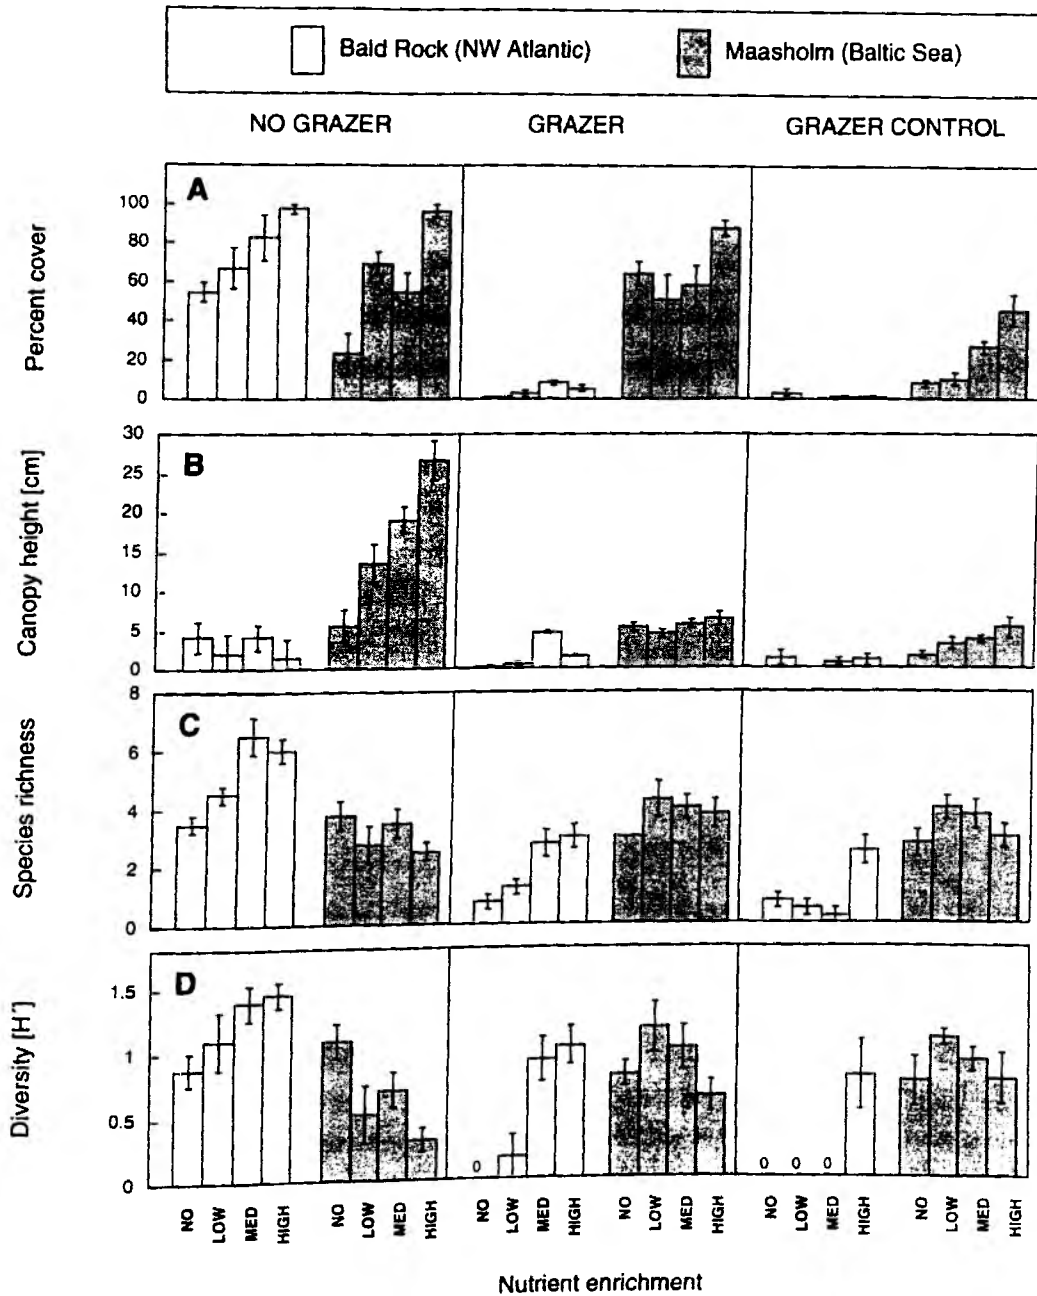 Bald Rock (NW Atlantic) Maasholm (Baltic Sea)
NO GRAZER GRAZER GRAZER CONTROL
A
Percent cover
100
80
60
40
20
0
B
Canopy height [cm]
30
25
20
15
10
5
0
C
Species richness
8
6
4
2
0
D
Diversity [H']
1.5
1
0.5
0
0 0 0 0
NO LOW MED HIGH NO LOW MED HIGH NO LOW MED HIGH NO LOW MED HIGH NO LOW MED HIGH NO LOW MED HIGH
Nutrient enrichment